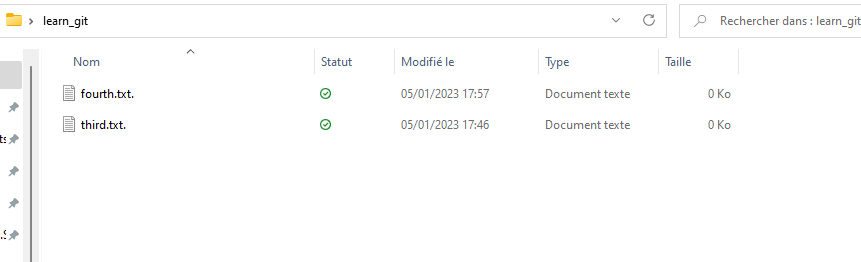 learn_git
Rechercher dans : learn_git
Nom Statut Modifié le Type Taille
fourth.txt. 05/01/2023 17:57 Document texte 0 Ko
third.txt. 05/01/2023 17:46 Document texte 0 Ko